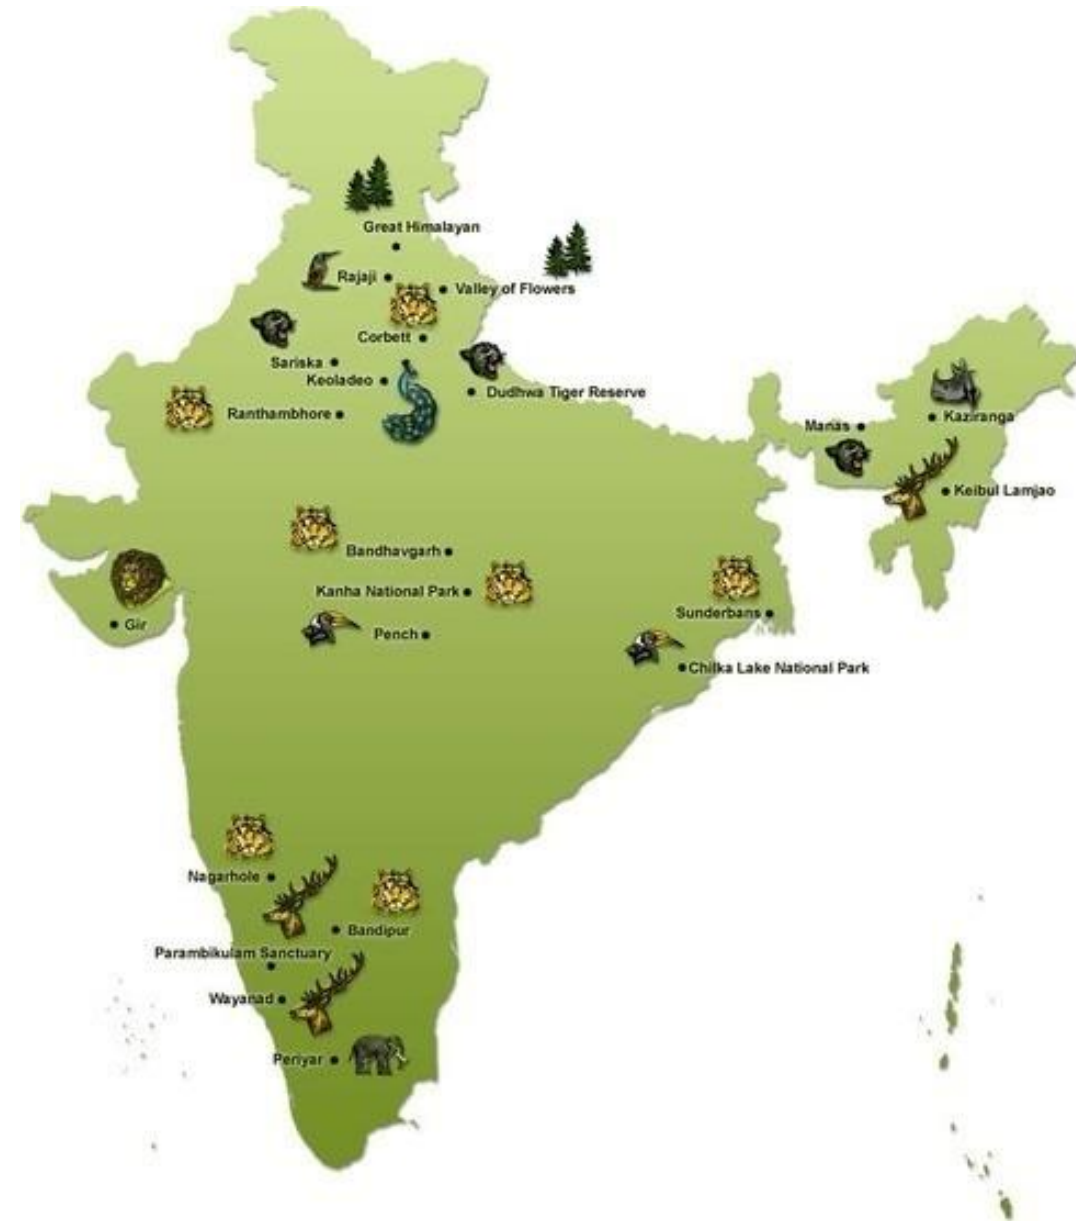 Great Himalayan
Rajaji
Valley of Flowers
Corbett
Sariska
Keoladeo
Dudhwa Tiger Reserve
Ranthambhore
Kaziranga
Manas
Keibul Lamjao
Bandhavgarh
Kanha National Park
Sunderbans
Gir
Pench
Chilka Lake National Park
Nagarhole
Bandipur
Parambikulam Sanctuary
Wayanad
Periyar